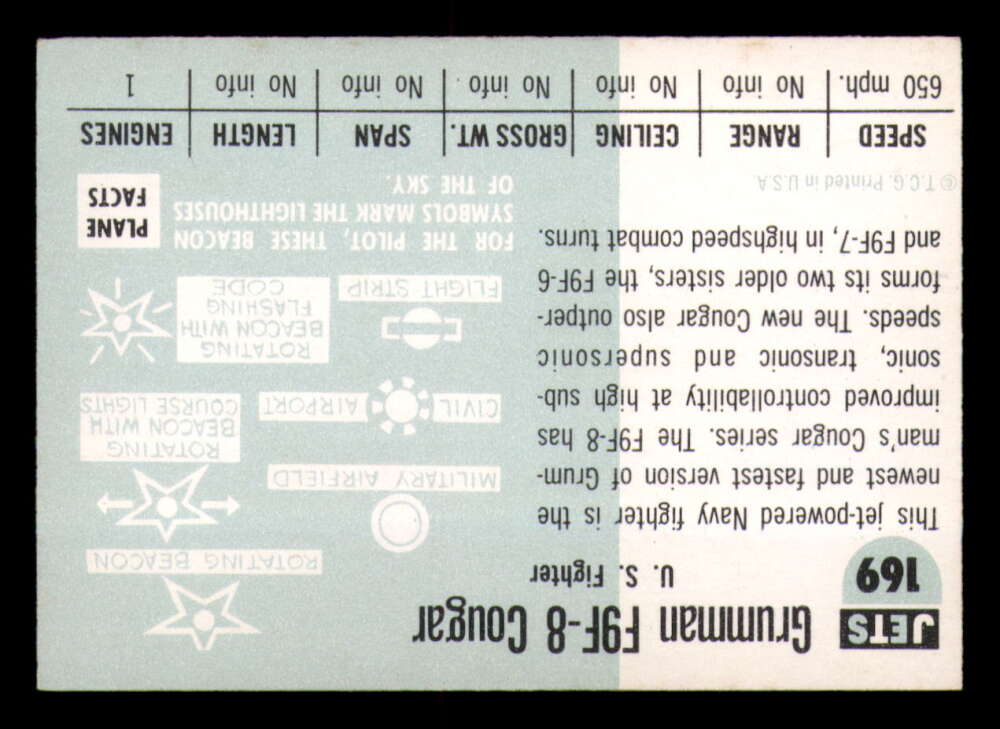 JETS
169
Grumman F9F-8 Cougar
U. S. Fighter
This jet-powered Navy fighter is the
newest and fastest version of Grum-
man's Cougar series. The F9F-8 has
improved controllability at high sub-
sonic, transonic and supersonic
speeds. The new Cougar also outper-
forms its two older sisters, the F9F-6
and F9F-7, in highspeed combat turns.
© T.C.G. Printed in U.S.A
ROTATING BEACON
MILITARY AIRFIELD
ROTATING
BEACON WITH
COURSE LIGHTS
CIVIL AIRPORT
ROTATING
BEACON WITH
FLASHING
CODE
FLIGHT STRIP
FOR THE PILOT, THESE BEACON
SYMBOLS MARK THE LIGHTHOUSES
OF THE SKY.
PLANE
FACTS
SPEED RANGE CEILING GROSS WT. SPAN LENGTH ENGINES
650 mph. No info No info No info No info No info 1